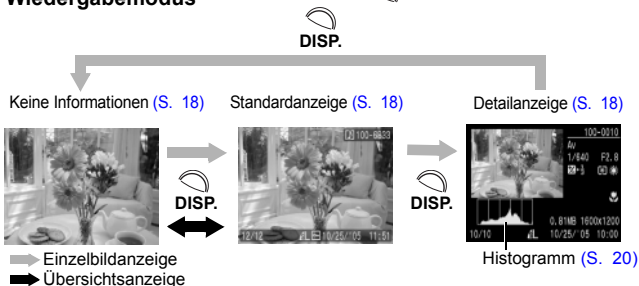 Wiedergabemodus
DISP.
Keine Informationen (S. 18)
Standardanzeige (S. 18)
Detailanzeige (S. 18)
100-6633
12/12
L
10/25/'05 11:51
DISP.
DISP.
100-0010
Av
1/640 F2.8
0.81MB 1600x1200
10/10
L
10/25/'05 10:00
Einzelbildanzeige
Übersichtsanzeige
Histogramm (S. 20)